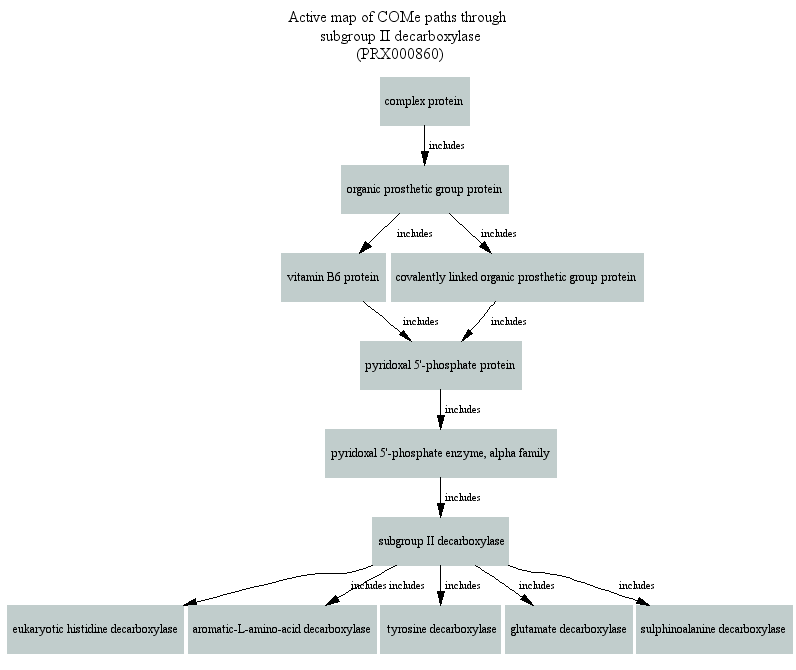 Active map of COMe paths through
subgroup II decarboxylase
(PRX000860)
complex protein
includes
organic prosthetic group protein
includes includes
vitamin B6 protein covalently linked organic prosthetic group protein
includes includes
pyridoxal 5'-phosphate protein
includes
pyridoxal 5'-phosphate enzyme, alpha family
includes
subgroup II decarboxylase
includes includes includes includes includes
eukaryotic histidine decarboxylase aromatic-L-amino-acid decarboxylase tyrosine decarboxylase glutamate decarboxylase sulphinoalanine decarboxylase